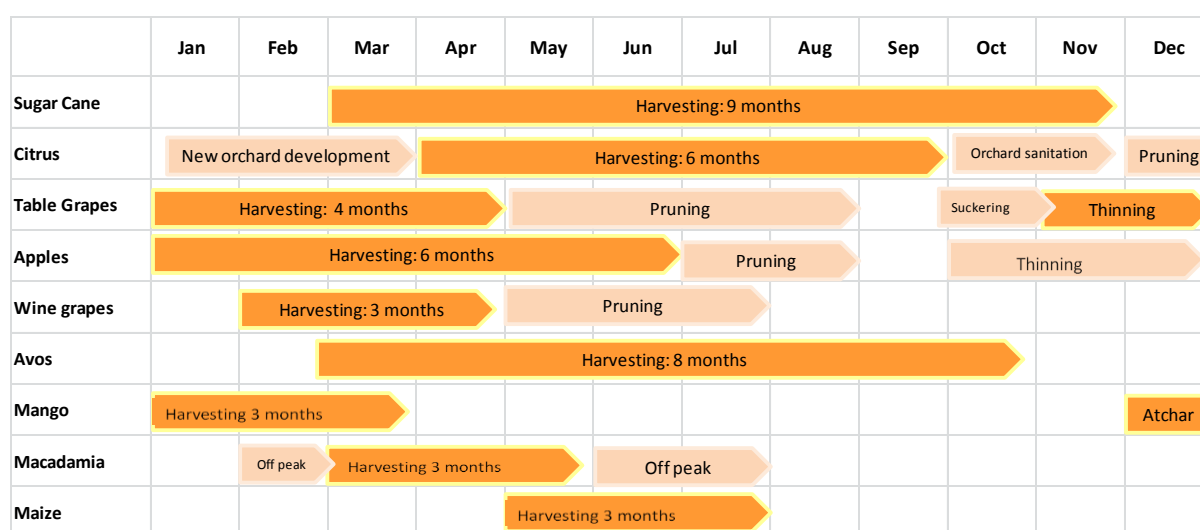 Jan Feb Mar Apr May Jun Jul Aug Sep Oct Nov Dec
Sugar Cane Harvesting: 9 months
Citrus New orchard development Harvesting: 6 months Orchard sanitation Pruning
Table Grapes Harvesting: 4 months Pruning Suckering Thinning
Apples Harvesting: 6 months Pruning Thinning
Wine grapes Harvesting: 3 months Pruning
Avos Harvesting: 8 months
Mango Harvesting 3 months Atchar
Macadamia Off peak Harvesting 3 months Off peak
Maize Harvesting 3 months